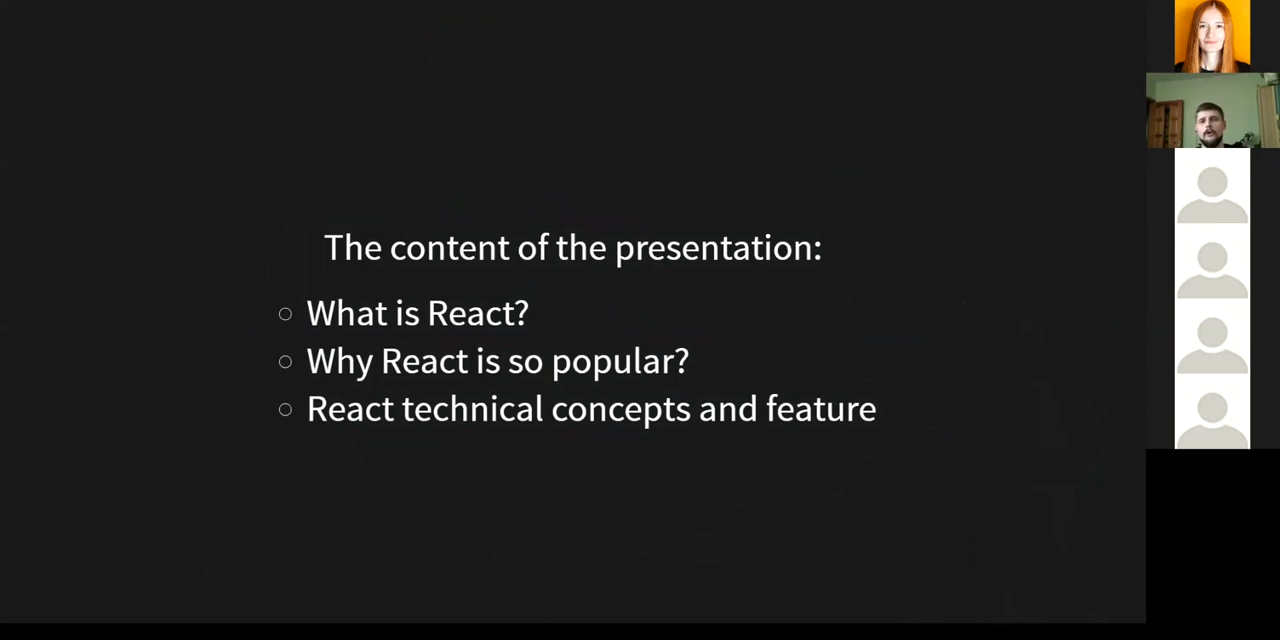 The content of the presentation:
What is React?
Why React is so popular?
React technical concepts and feature